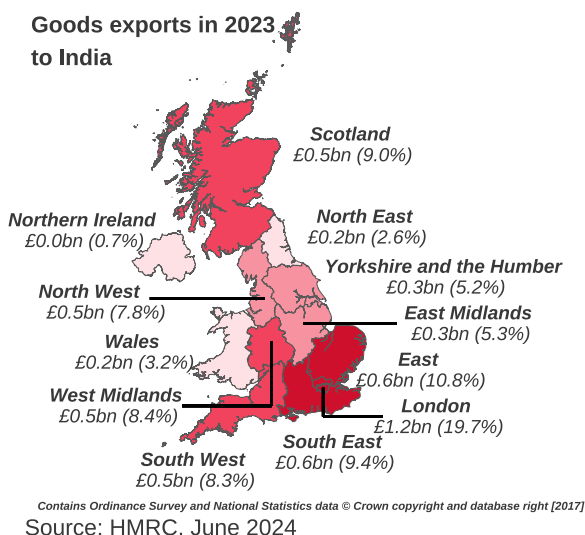 Goods exports in 2023
to India
Scotland
£0.5bn (9.0%)
Northern Ireland
£0.0bn (0.7%)
North East
£0.2bn (2.6%)
Yorkshire and the Humber
£0.3bn (5.2%)
North West
£0.5bn (7.8%)
East Midlands
£0.3bn (5.3%)
Wales
£0.2bn (3.2%)
East
£0.6bn (10.8%)
West Midlands
£0.5bn (8.4%)
London
£1.2bn (19.7%)
South East
£0.6bn (9.4%)
South West
£0.5bn (8.3%)
Contains Ordinance Survey and National Statistics data © Crown copyright and database right [2017]
Source: HMRC, June 2024